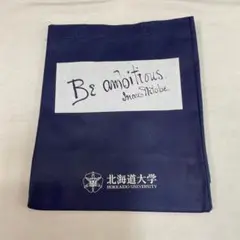 Be ambitious
北海道大学
HOKKAIDO UNIVERSITY